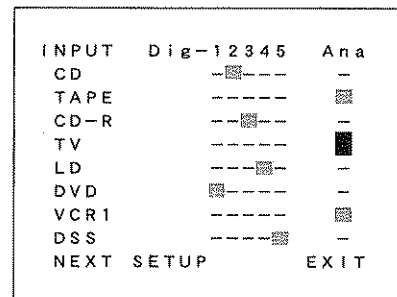 INPUT Dig-12345 Ana
CD -■--- -
TAPE ----- ■
CD-R --■-- -
TV ----- ■
LD ---■- -
DVD ■---- -
VCR1 ----- ■
DSS ----■ -
NEXT SETUP EXIT